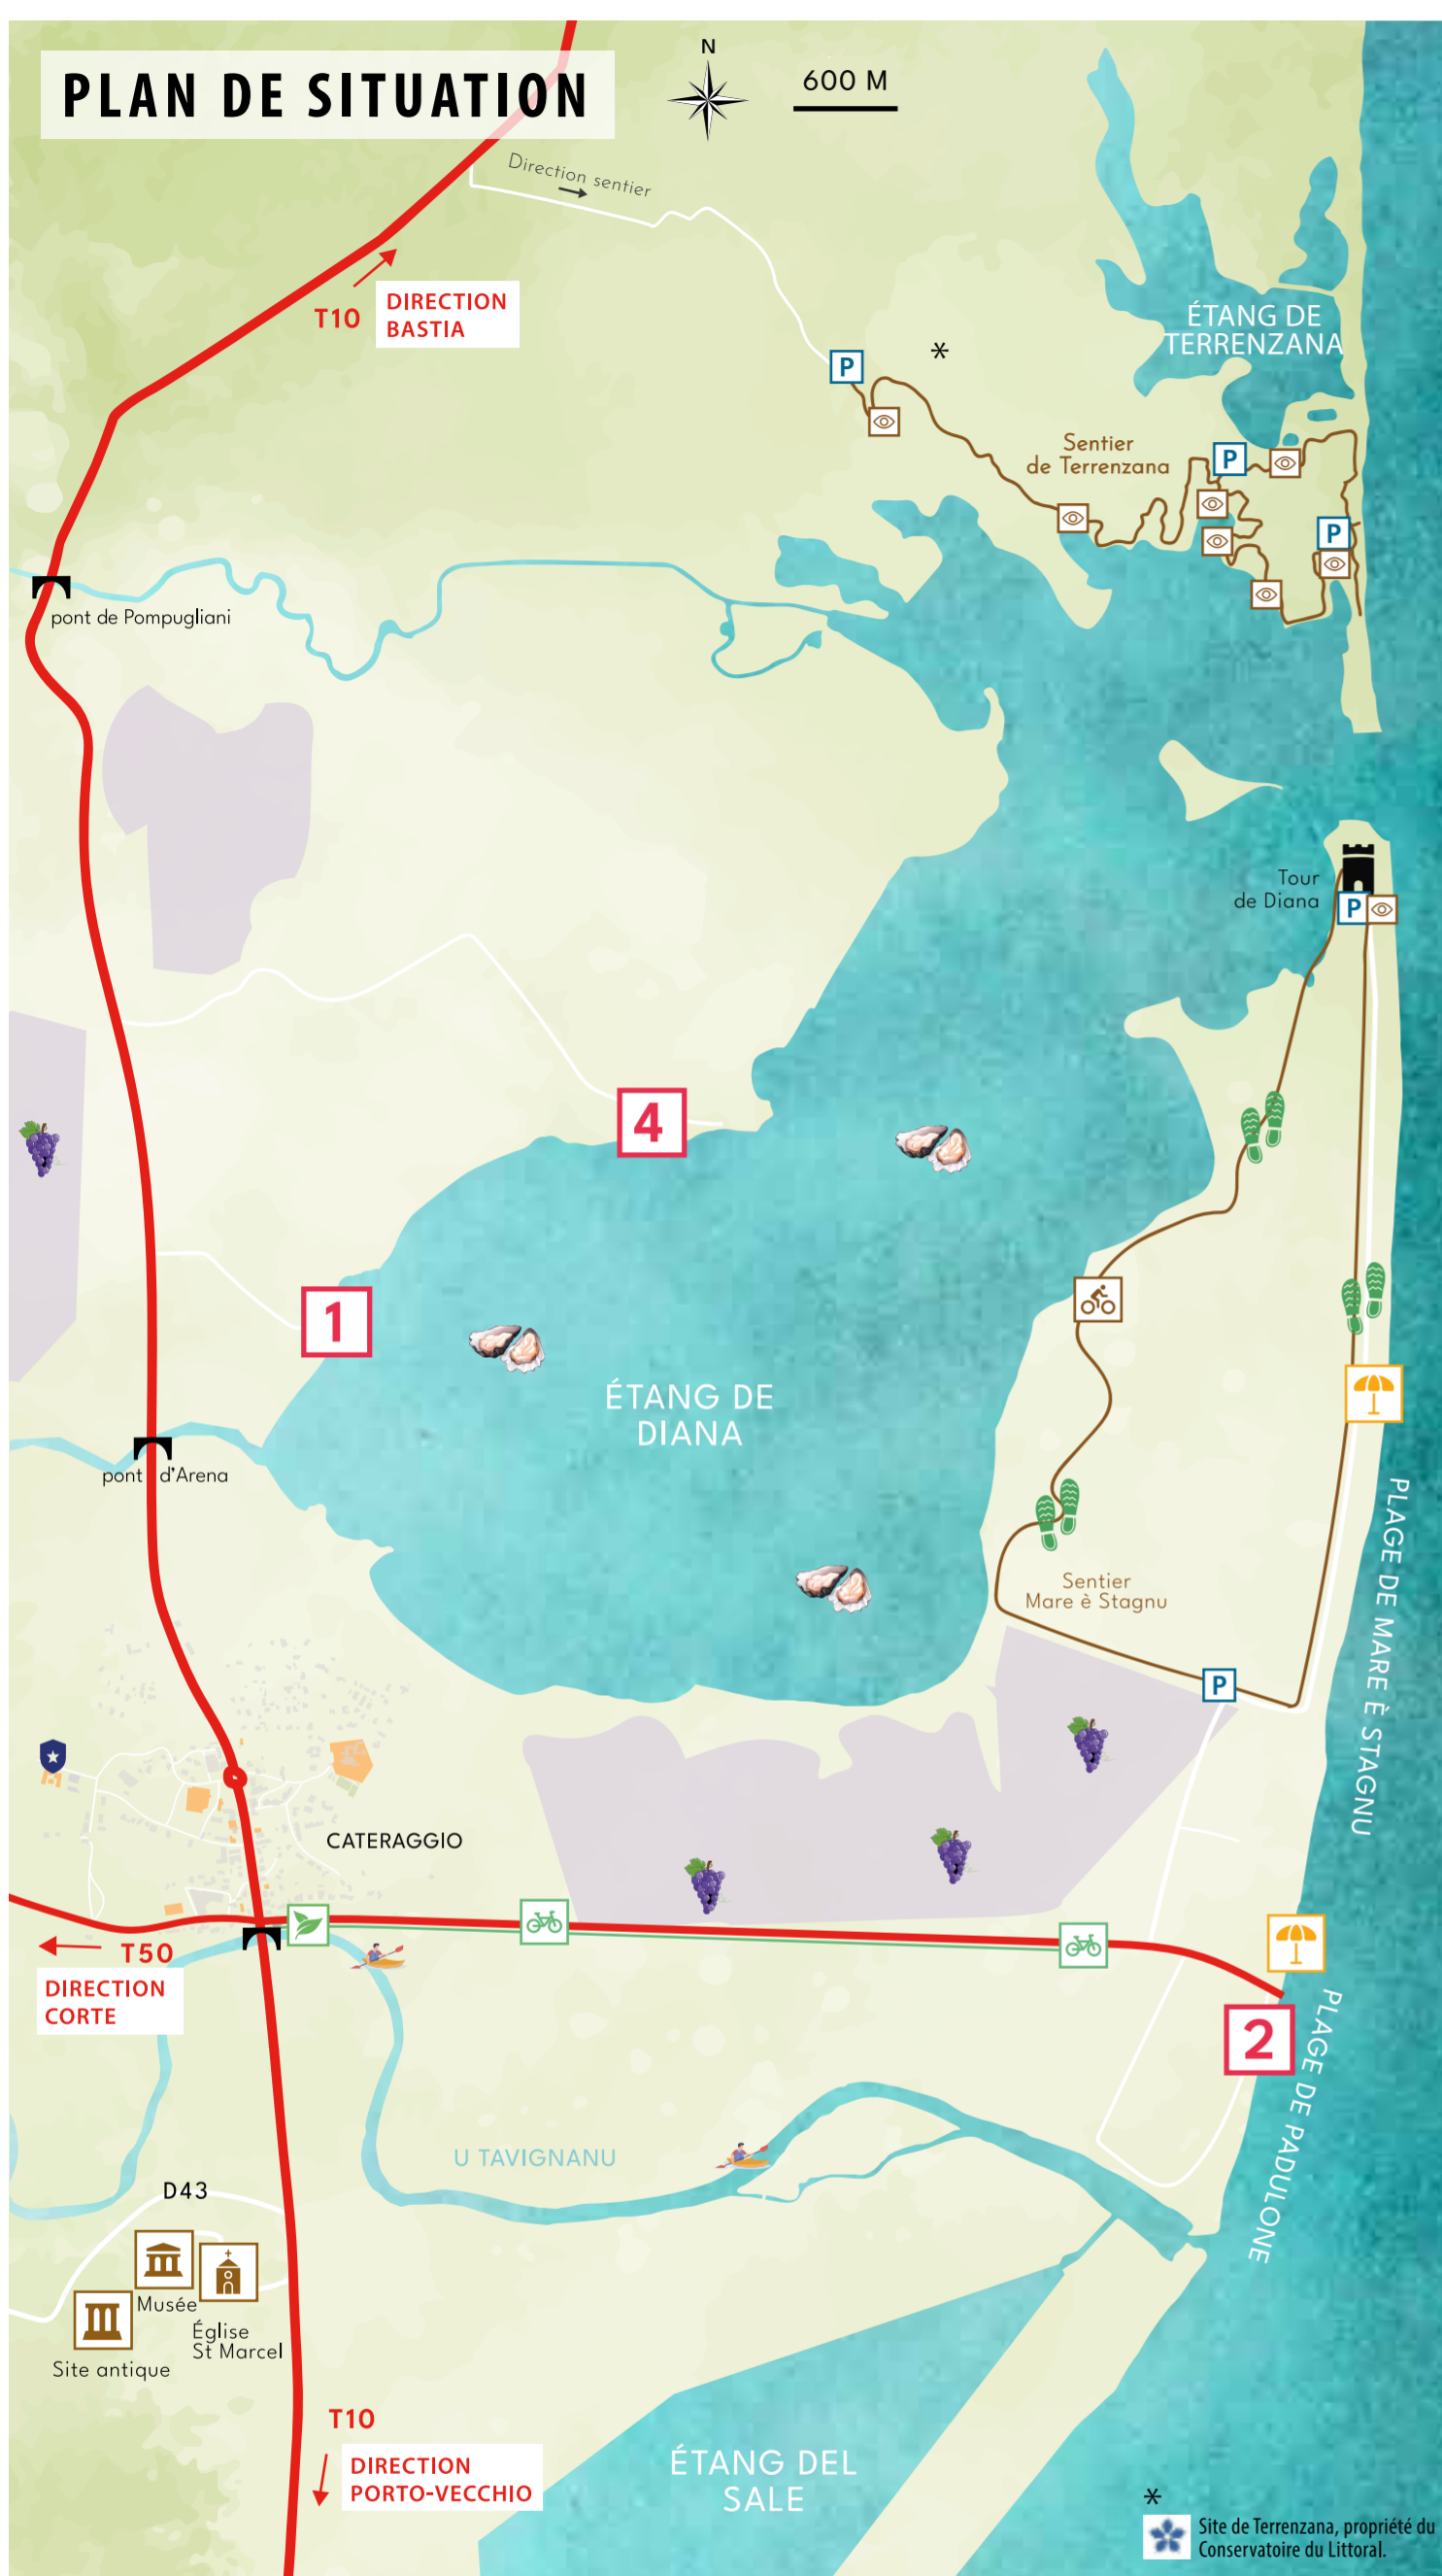 PLAN DE SITUATION
N
600 M
Direction sentier
T10
DIRECTION
BASTIA
ÉTANG DE
TERRENZANA
P
*
Sentier
de Terrenzana
P
P
pont de Pompugliani
Tour
de Diana
P
4
1
ÉTANG DE
DIANA
pont d'Arena
PLAGE DE MARE È STAGNU
Sentier
Mare è Stagnu
P
CATERAGGIO
T50
DIRECTION
CORTE
2
PLAGE DE PADULONE
U TAVIGNANU
D43
Musée
Église
St Marcel
Site antique
T10
DIRECTION
PORTO-VECCHIO
ÉTANG DEL
SALE
*
Site de Terrenzana, propriété du
Conservatoire du Littoral.